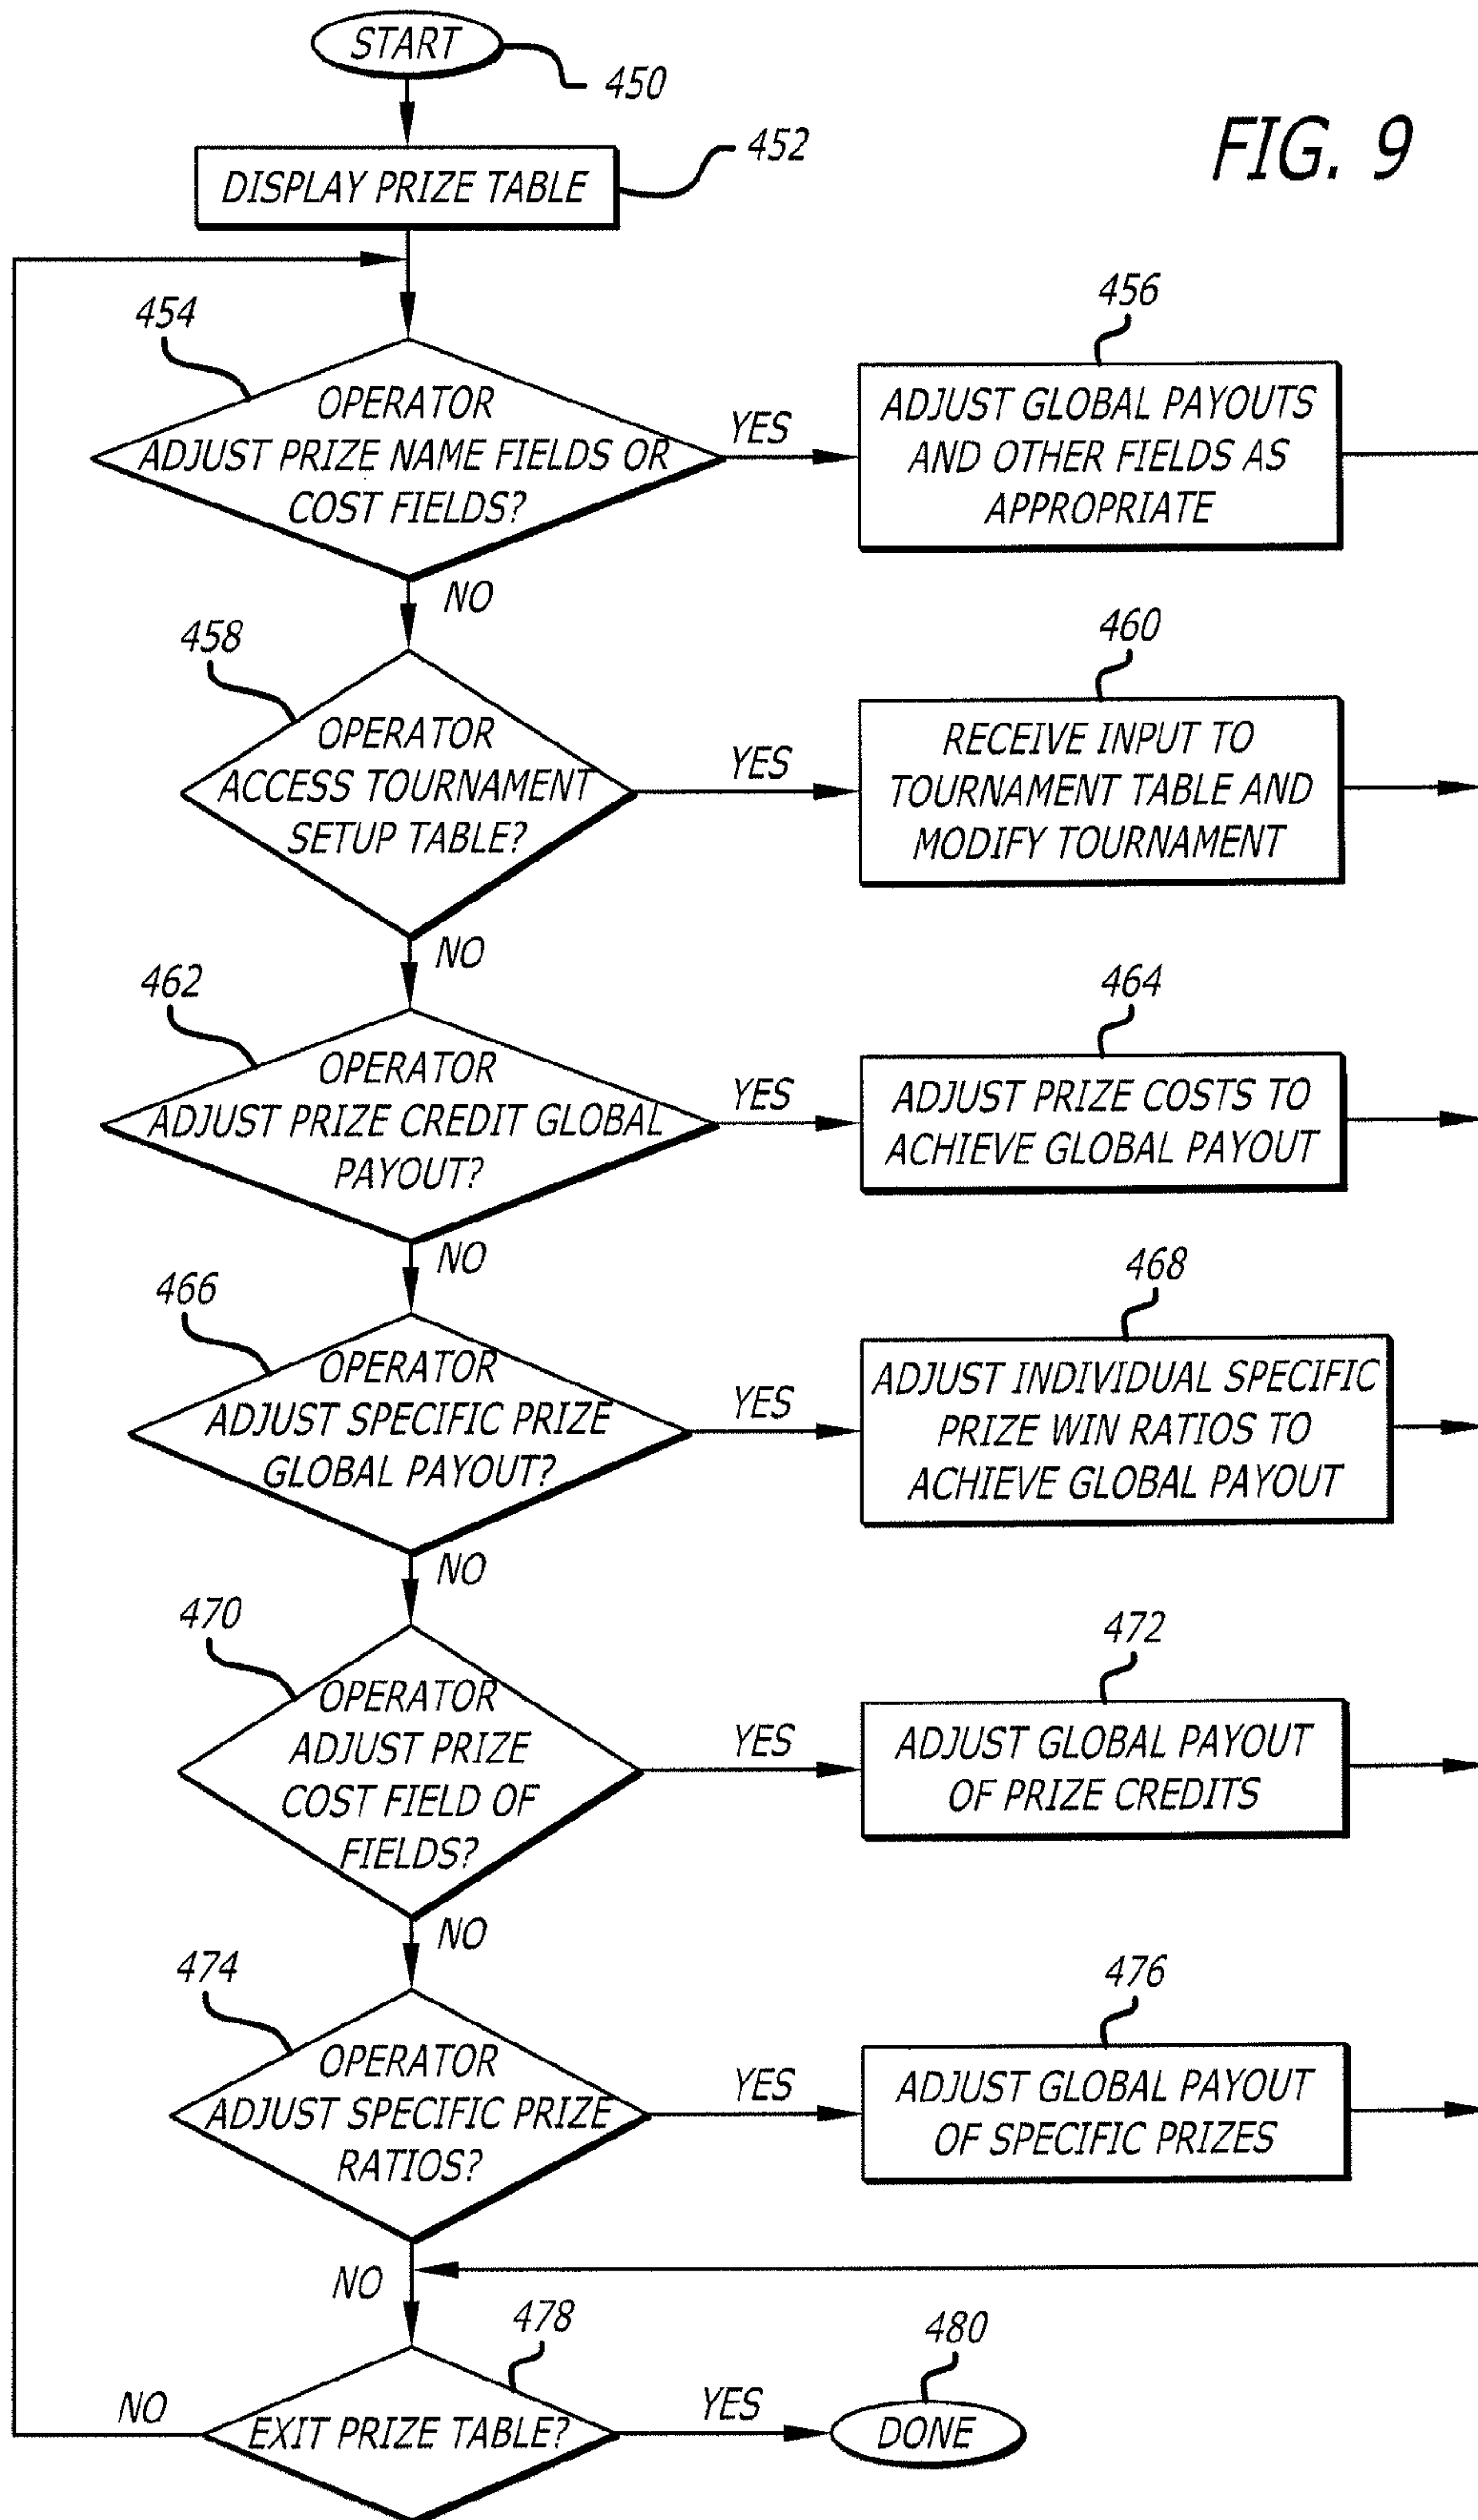 START
450
FIG. 9
452
DISPLAY PRIZE TABLE
454
OPERATOR
ADJUST PRIZE NAME FIELDS OR
COST FIELDS?
YES
456
ADJUST GLOBAL PAYOUTS
AND OTHER FIELDS AS
APPROPRIATE
NO
458
OPERATOR
ACCESS TOURNAMENT
SETUP TABLE?
YES
460
RECEIVE INPUT TO
TOURNAMENT TABLE AND
MODIFY TOURNAMENT
NO
462
OPERATOR
ADJUST PRIZE CREDIT GLOBAL
PAYOUT?
YES
464
ADJUST PRIZE COSTS TO
ACHIEVE GLOBAL PAYOUT
NO
466
OPERATOR
ADJUST SPECIFIC PRIZE
GLOBAL PAYOUT?
YES
468
ADJUST INDIVIDUAL SPECIFIC
PRIZE WIN RATIOS TO
ACHIEVE GLOBAL PAYOUT
NO
470
OPERATOR
ADJUST PRIZE
COST FIELD OF
FIELDS?
YES
472
ADJUST GLOBAL PAYOUT
OF PRIZE CREDITS
NO
474
OPERATOR
ADJUST SPECIFIC PRIZE
RATIOS?
YES
476
ADJUST GLOBAL PAYOUT
OF SPECIFIC PRIZES
NO
478
EXIT PRIZE TABLE?
NO
YES
480
DONE